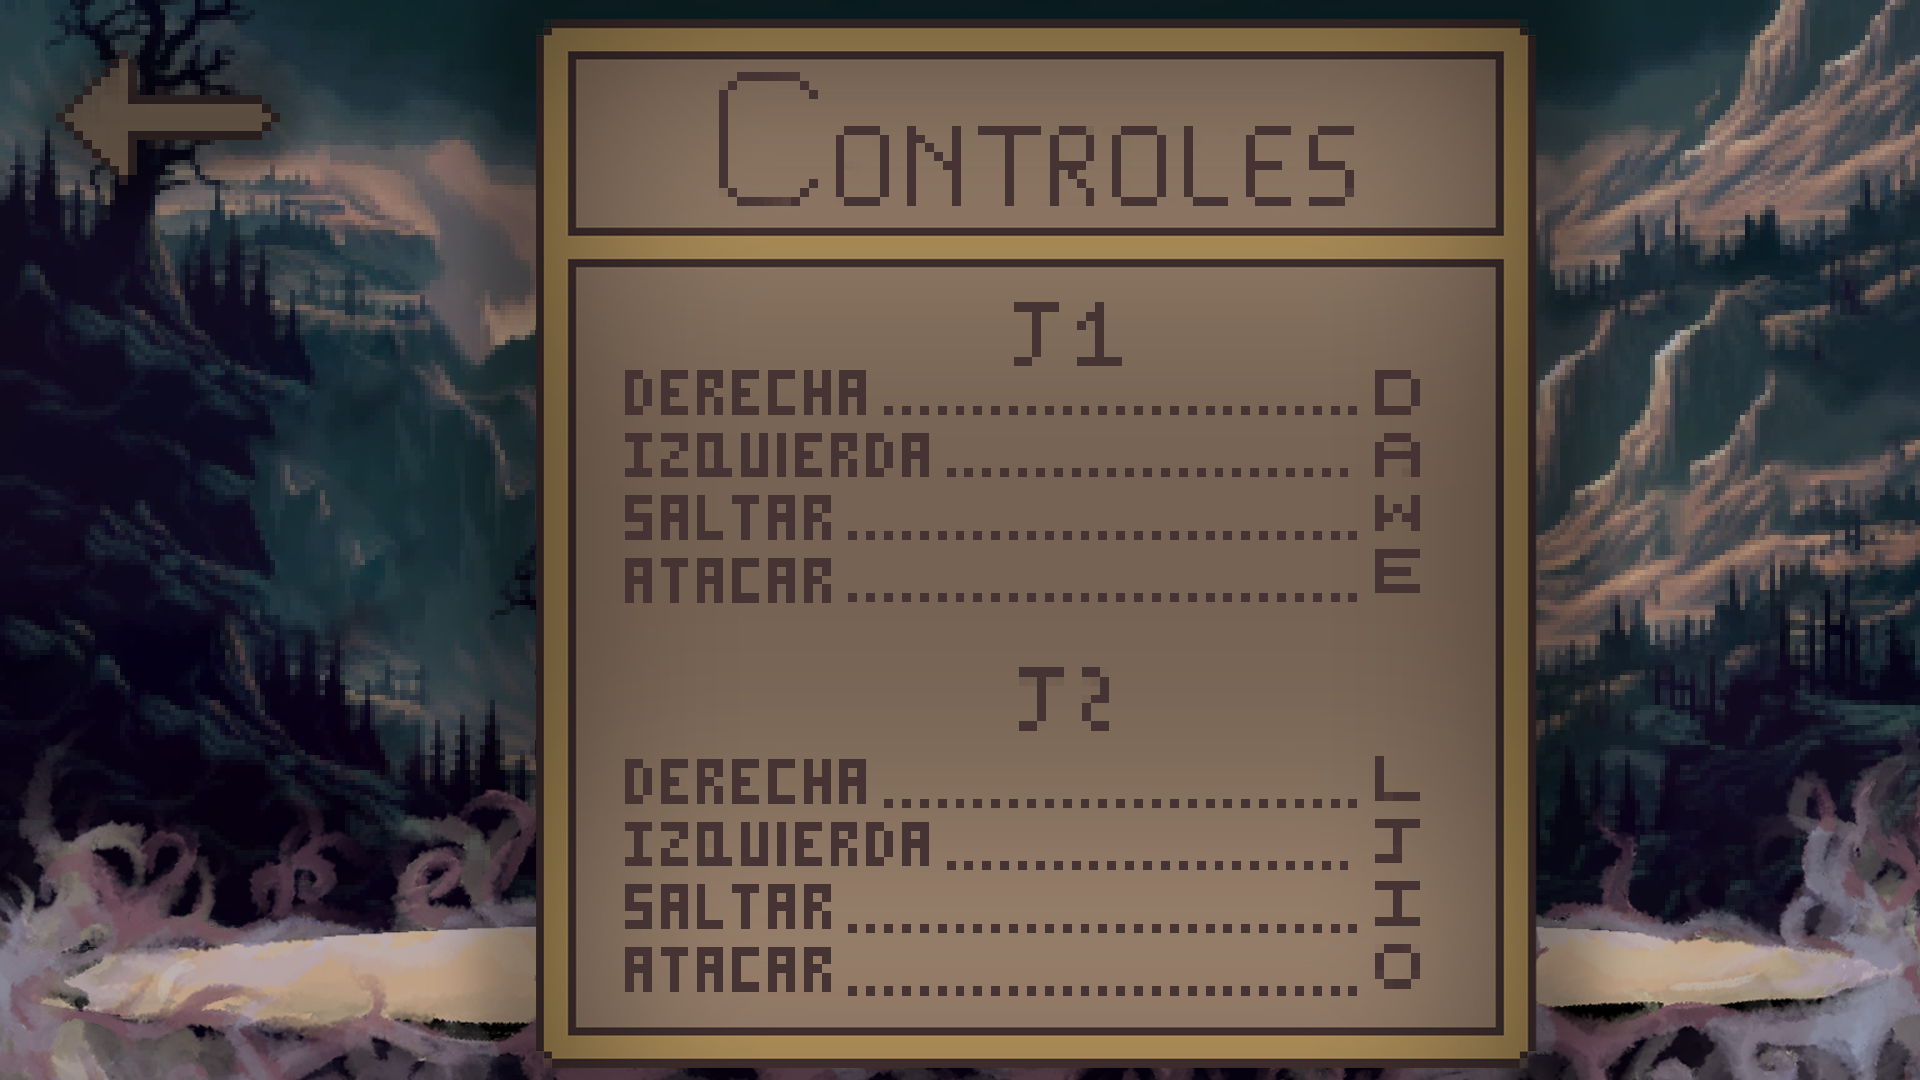 CONTROLES
J1
DERECHA .......................... D
IZQUIERDA ....................... A
SALTAR ............................ W
ATACAR ............................ E
J2
DERECHA .......................... L
IZQUIERDA ....................... J
SALTAR ............................ I
ATACAR ............................ O